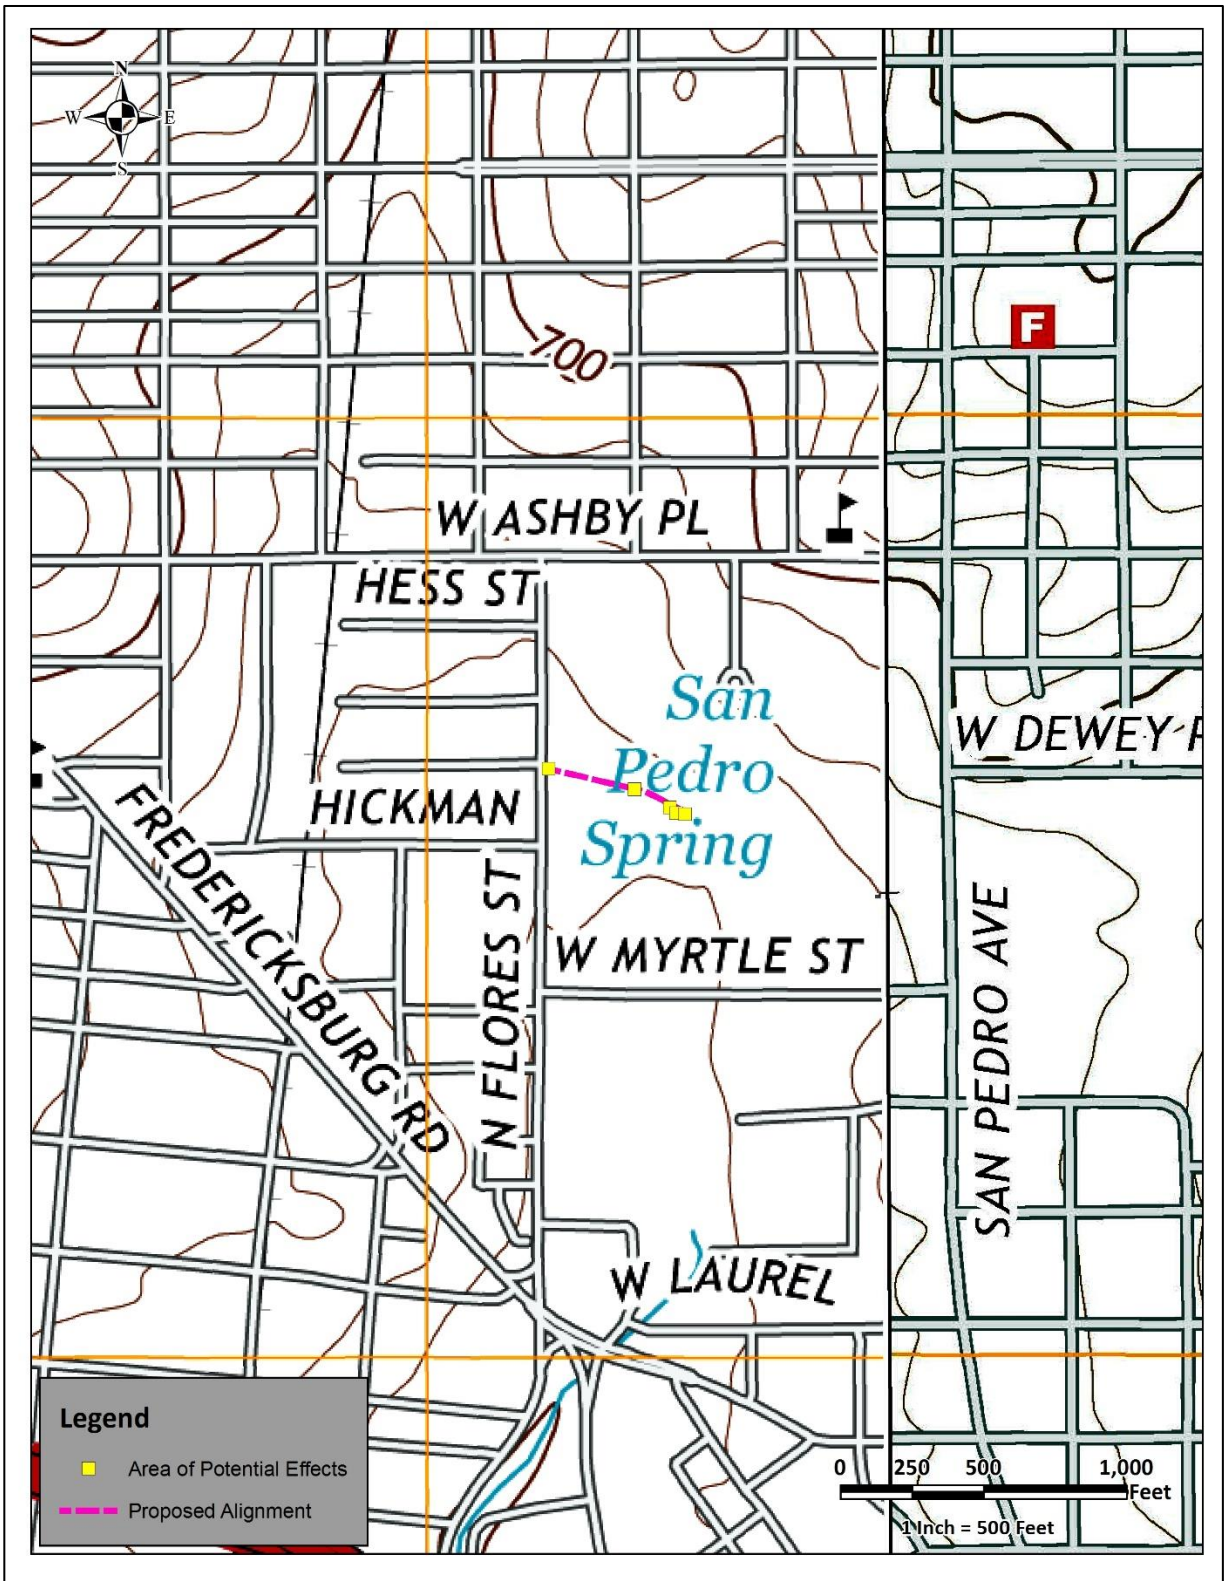 N
W E
S
700
F
W ASHBY PL
HESS ST
San
Pedro
Spring
W DEWEY P
HICKMAN
FREDERICKSBURG RD
N FLORES ST
W MYRTLE ST
SAN PEDRO AVE
W LAUREL
Legend
Area of Potential Effects
Proposed Alignment
0 250 500 1,000
Feet
1 Inch = 500 Feet